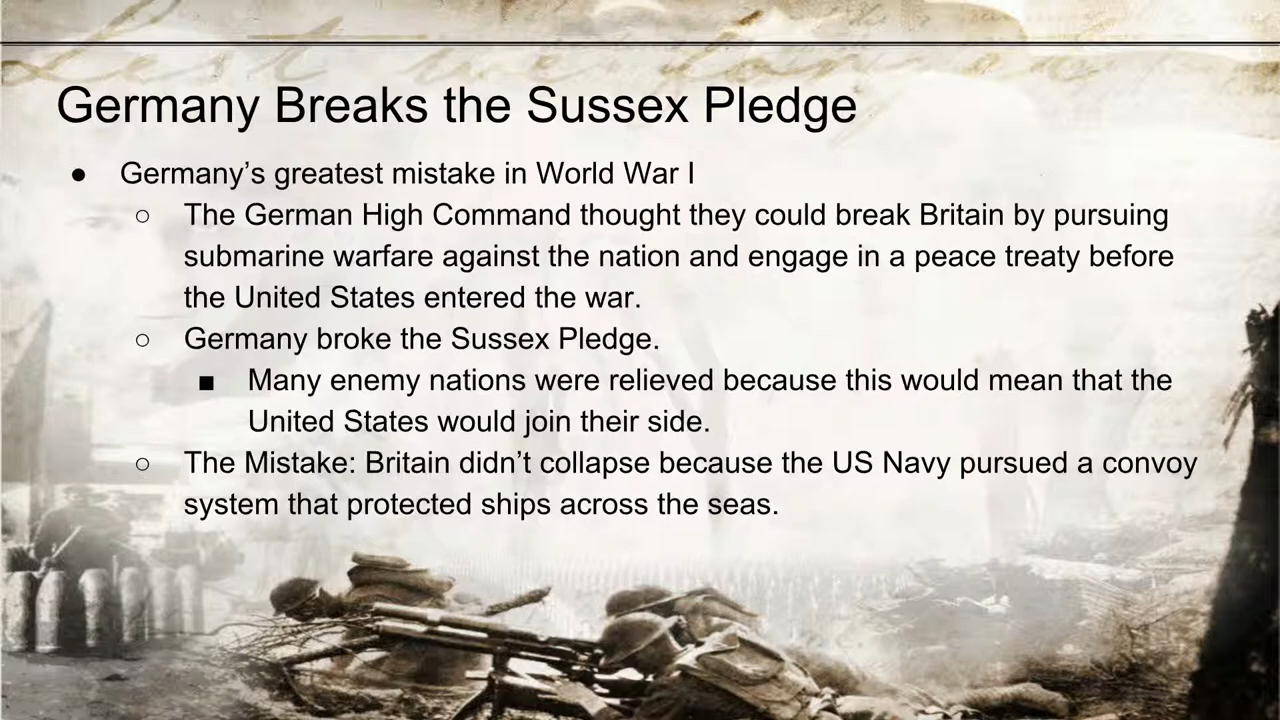 Lest we forget
Germany Breaks the Sussex Pledge
● Germany’s greatest mistake in World War I
○ The German High Command thought they could break Britain by pursuing
submarine warfare against the nation and engage in a peace treaty before
the United States entered the war.
○ Germany broke the Sussex Pledge.
■ Many enemy nations were relieved because this would mean that the
United States would join their side.
○ The Mistake: Britain didn’t collapse because the US Navy pursued a convoy
system that protected ships across the seas.